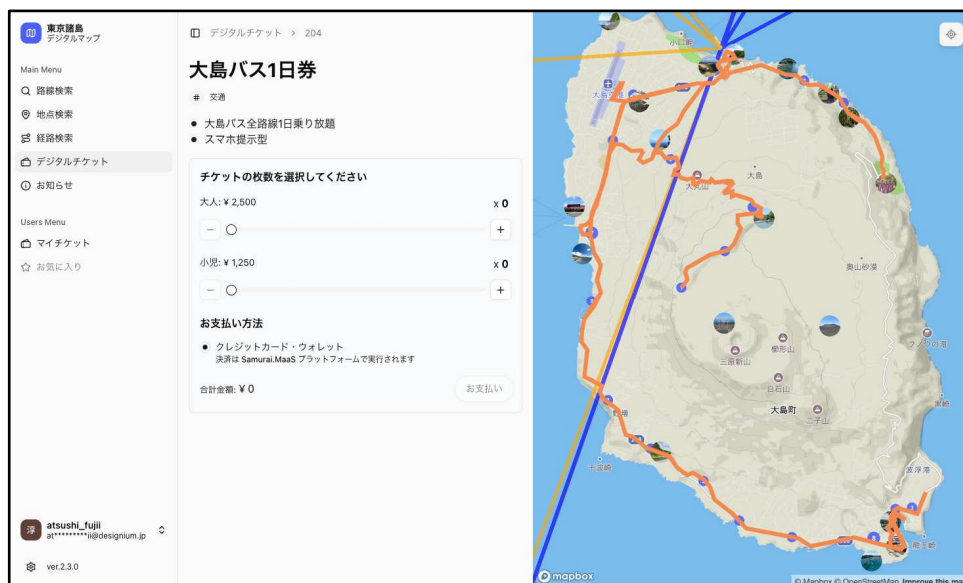 東京諸島
デジタルマップ
Main Menu
路線検索
地点検索
経路検索
デジタルチケット
お知らせ
Users Menu
マイチケット
お気に入り
淳
atsushi_fujii
at*********ii@designium.jp
ver.2.3.0
デジタルチケット > 204
大島バス1日券
# 交通
● 大島バス全路線1日乗り放題
● スマホ提示型
チケットの枚数を選択してください
大人: ¥ 2,500 x 0
小児: ¥ 1,250 x 0
お支払い方法
● クレジットカード・ウォレット
決済は Samurai.MaaS プラットフォームで実行されます
合計金額: ¥ 0 お支払い
大島
奥山砂漠
櫛形山
三原新山
白石山
大島町
二子山
波浮港
mapbox
© Mapbox © OpenStreetMap Improve this map